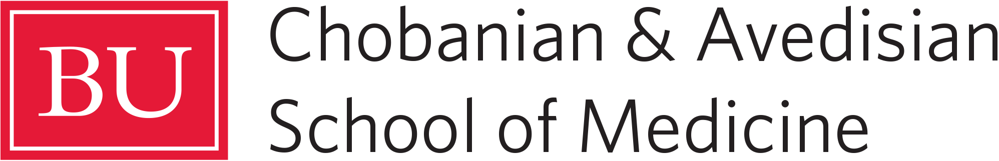 BU
Chobanian & Avedisian
School of Medicine